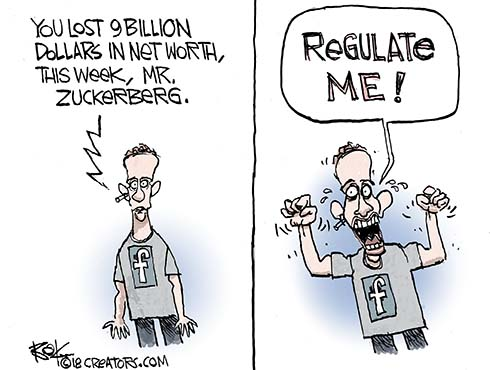 YOU LOST 9 BILLION
DOLLARS IN NET WORTH,
THIS WEEK, MR.
ZUCKERBERG.
REGULATE
ME!
f
f
©18 CREATORS.COM